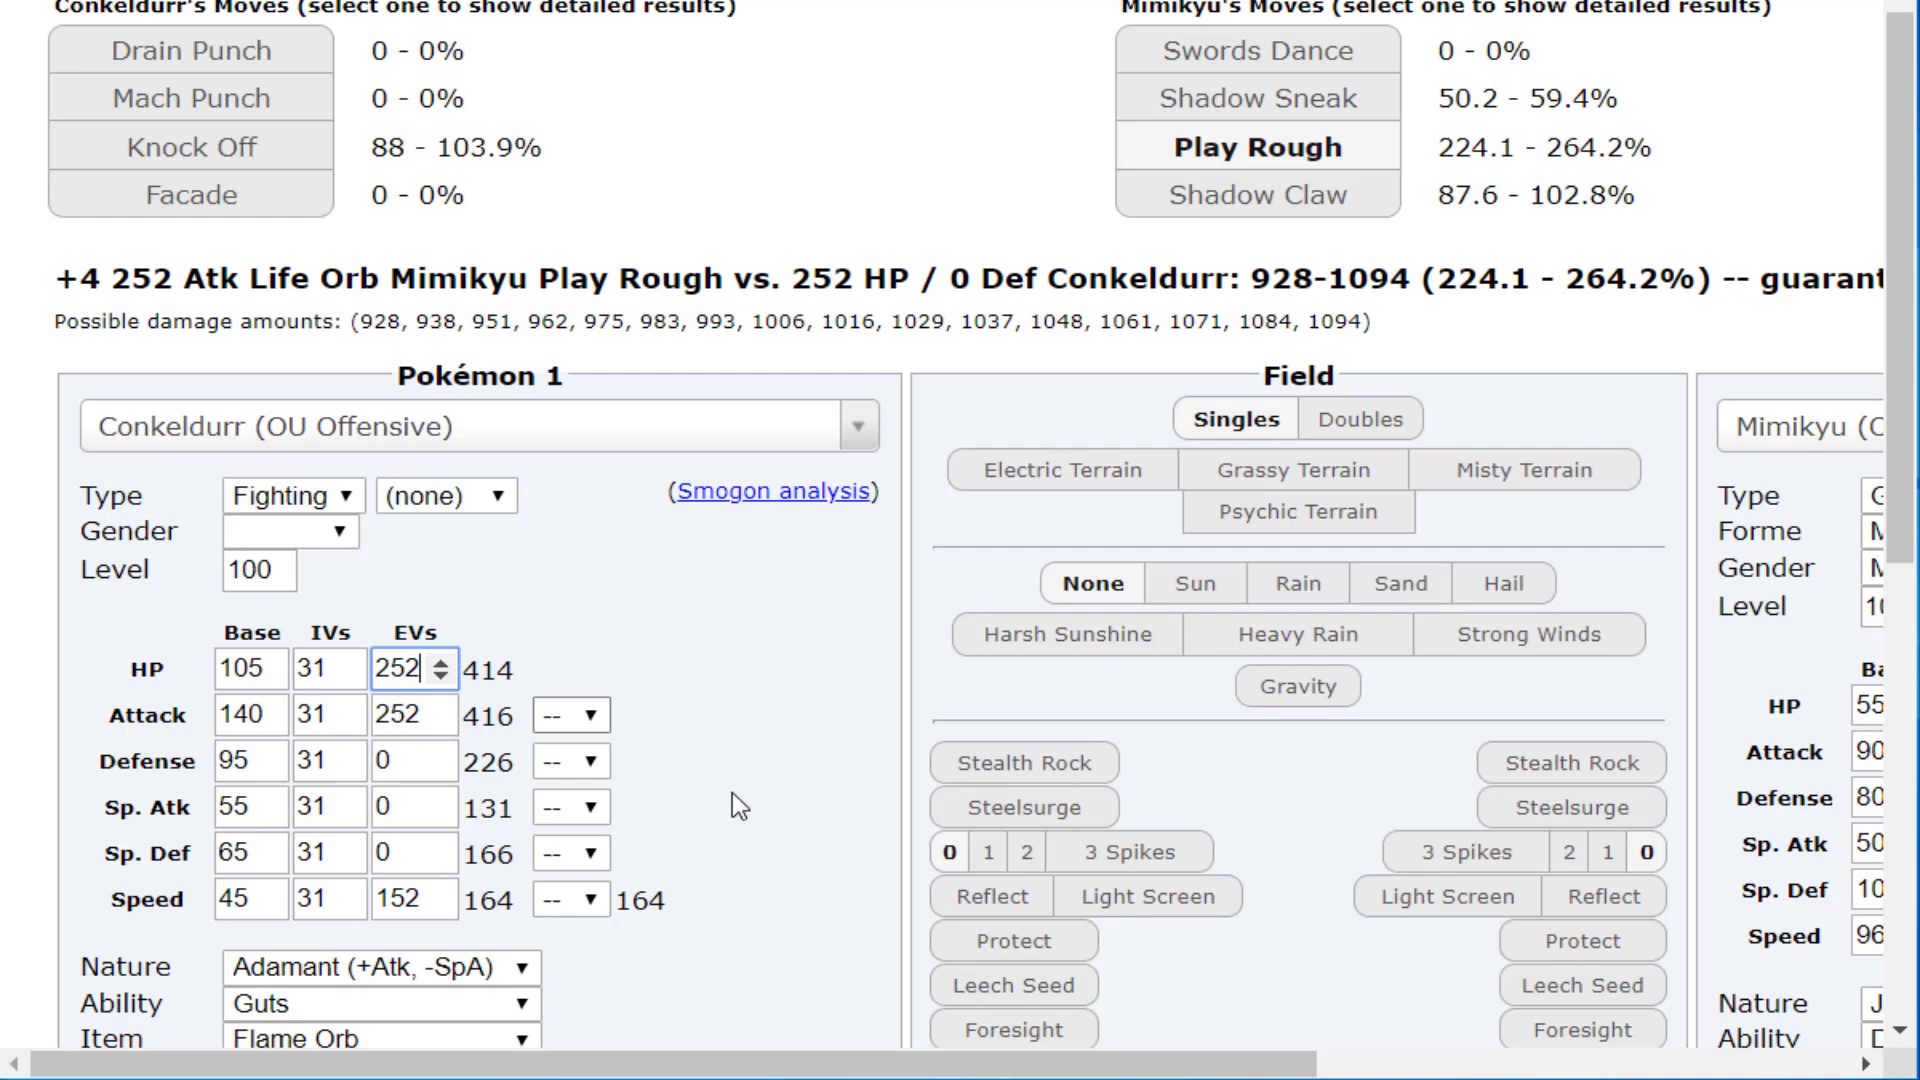 Conkeldurr's Moves (select one to show detailed results)
Mimikyu's Moves (select one to show detailed results)
Drain Punch 0 - 0%
Mach Punch 0 - 0%
Knock Off 88 - 103.9%
Facade 0 - 0%
Swords Dance 0 - 0%
Shadow Sneak 50.2 - 59.4%
Play Rough 224.1 - 264.2%
Shadow Claw 87.6 - 102.8%
+4 252 Atk Life Orb Mimikyu Play Rough vs. 252 HP / 0 Def Conkeldurr: 928-1094 (224.1 - 264.2%) -- guarant
Possible damage amounts: (928, 938, 951, 962, 975, 983, 993, 1006, 1016, 1029, 1037, 1048, 1061, 1071, 1084, 1094)
Pokémon 1
Conkeldurr (OU Offensive)
Type Fighting (none) (Smogon analysis)
Gender
Level 100
Base IVs EVs
HP 105 31 252 414
Attack 140 31 252 416 --
Defense 95 31 0 226 --
Sp. Atk 55 31 0 131 --
Sp. Def 65 31 0 166 --
Speed 45 31 152 164 -- 164
Nature Adamant (+Atk, -SpA)
Ability Guts
Item Flame Orb
Field
Singles Doubles
Electric Terrain Grassy Terrain Misty Terrain
Psychic Terrain
None Sun Rain Sand Hail
Harsh Sunshine Heavy Rain Strong Winds
Gravity
Stealth Rock Stealth Rock
Steelsurge Steelsurge
0 1 2 3 Spikes 3 Spikes 2 1 0
Reflect Light Screen Light Screen Reflect
Protect Protect
Leech Seed Leech Seed
Foresight Foresight
Mimikyu (
Type
Forme
Gender
Level 10
Ba
HP 55
Attack 90
Defense 80
Sp. Atk 50
Sp. Def 10
Speed 96
Nature J
Ability